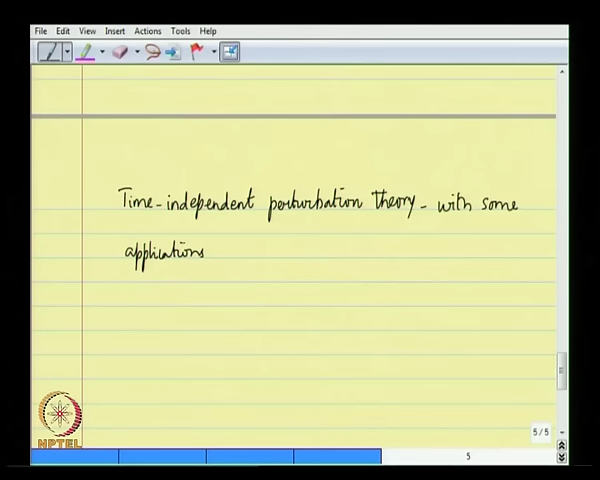 File Edit View Insert Actions Tools Help
Time-independent perturbation theory - with some
applications
5/5
NPTEL
5